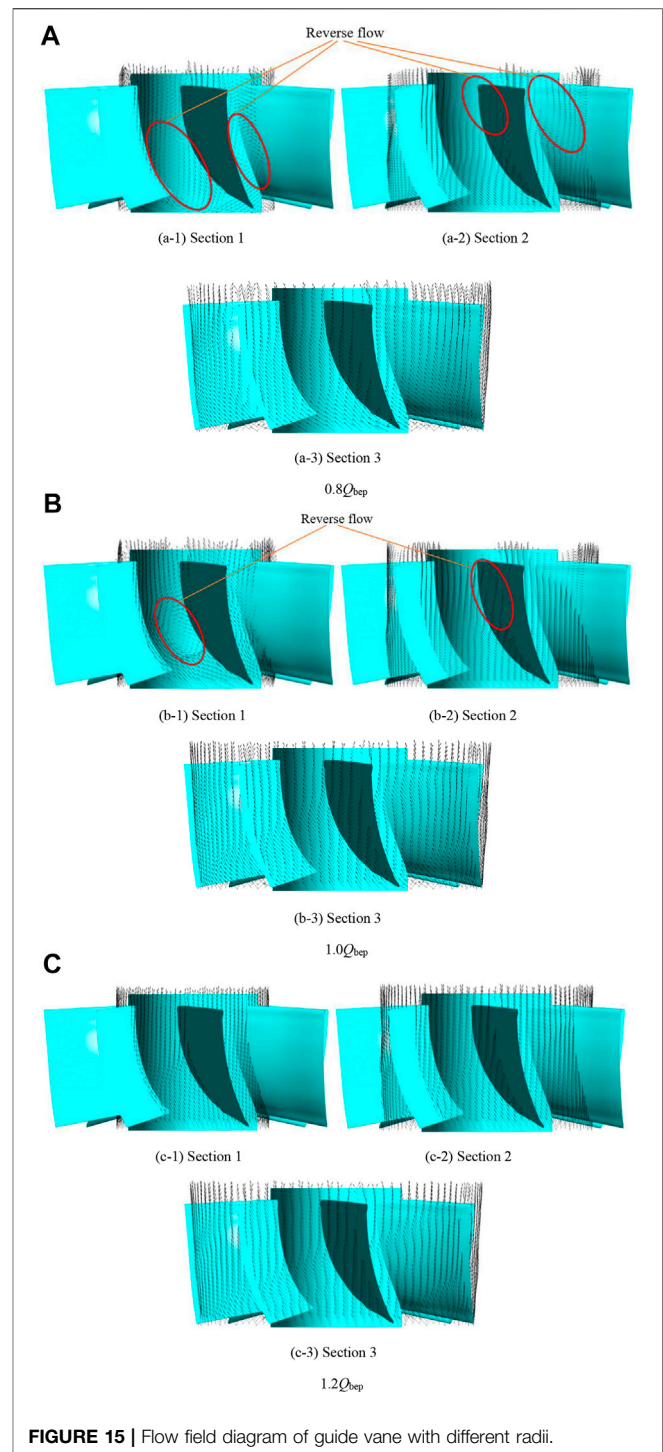 A
Reverse flow
(a-1) Section 1
(a-2) Section 2
(a-3) Section 3
0.8Qbep
B
Reverse flow
(b-1) Section 1
(b-2) Section 2
(b-3) Section 3
1.0Qbep
C
(c-1) Section 1
(c-2) Section 2
(c-3) Section 3
1.2Qbep
FIGURE 15 | Flow field diagram of guide vane with different radii.